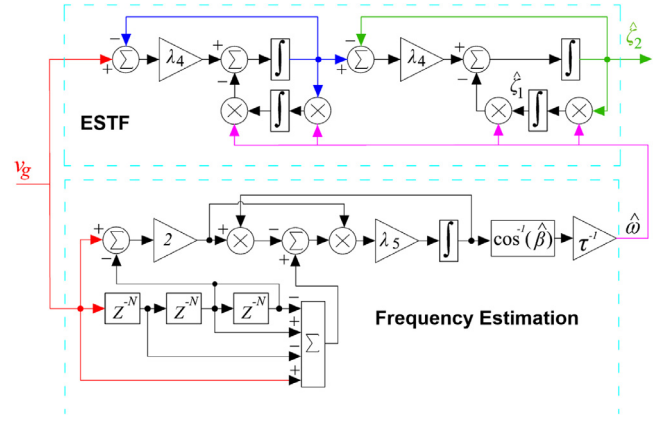 − + Σ λ4 + − Σ ∫ − + Σ λ4 + − Σ ∫ ζ̂2
ζ̂1
× ∫ × × ∫ ×
ESTF
vg
ω̂
+ − Σ 2 × − + Σ × λ5 ∫ cos-1(β̂) τ-1
Z-N Z-N Z-N − + − + Σ
Frequency Estimation